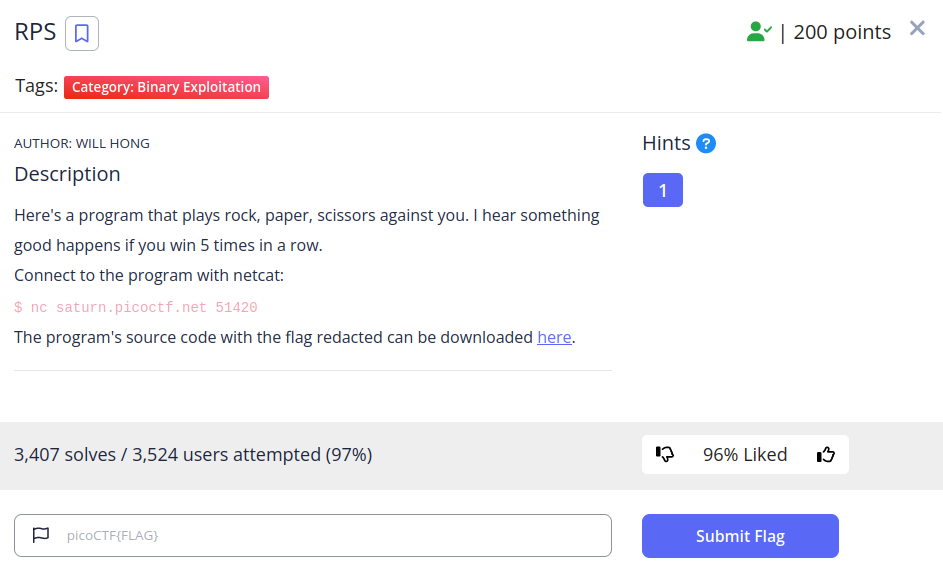 RPS
| 200 points
Tags: Category: Binary Exploitation
AUTHOR: WILL HONG
Hints ?
Description
1
Here's a program that plays rock, paper, scissors against you. I hear something
good happens if you win 5 times in a row.
Connect to the program with netcat:
$ nc saturn.picoctf.net 51420
The program's source code with the flag redacted can be downloaded here.
3,407 solves / 3,524 users attempted (97%)
96% Liked
picoCTF{FLAG}
Submit Flag